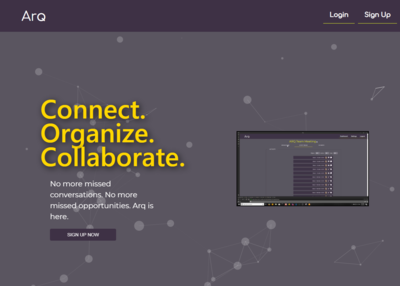 Arq
Login Sign Up
Connect.
Organize.
Collaborate.
No more missed
conversations. No more
missed opportunities. Arq is
here.
SIGN UP NOW